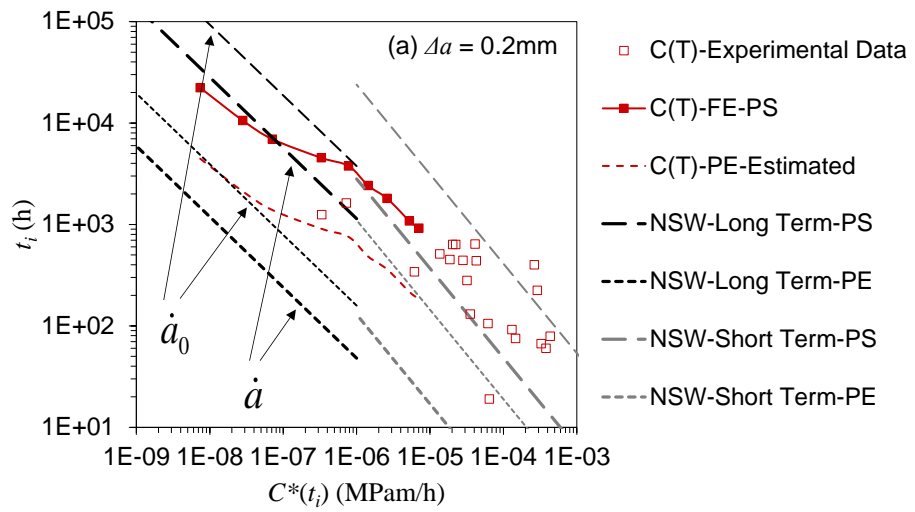 1E+05
1E+04
1E+03
1E+02
1E+01
t_i (h)
(a) Δa = 0.2mm
ȧ₀
ȧ
1E-09 1E-08 1E-07 1E-06 1E-05 1E-04 1E-03
C*(t_i) (MPam/h)
C(T)-Experimental Data
C(T)-FE-PS
C(T)-PE-Estimated
NSW-Long Term-PS
NSW-Long Term-PE
NSW-Short Term-PS
NSW-Short Term-PE